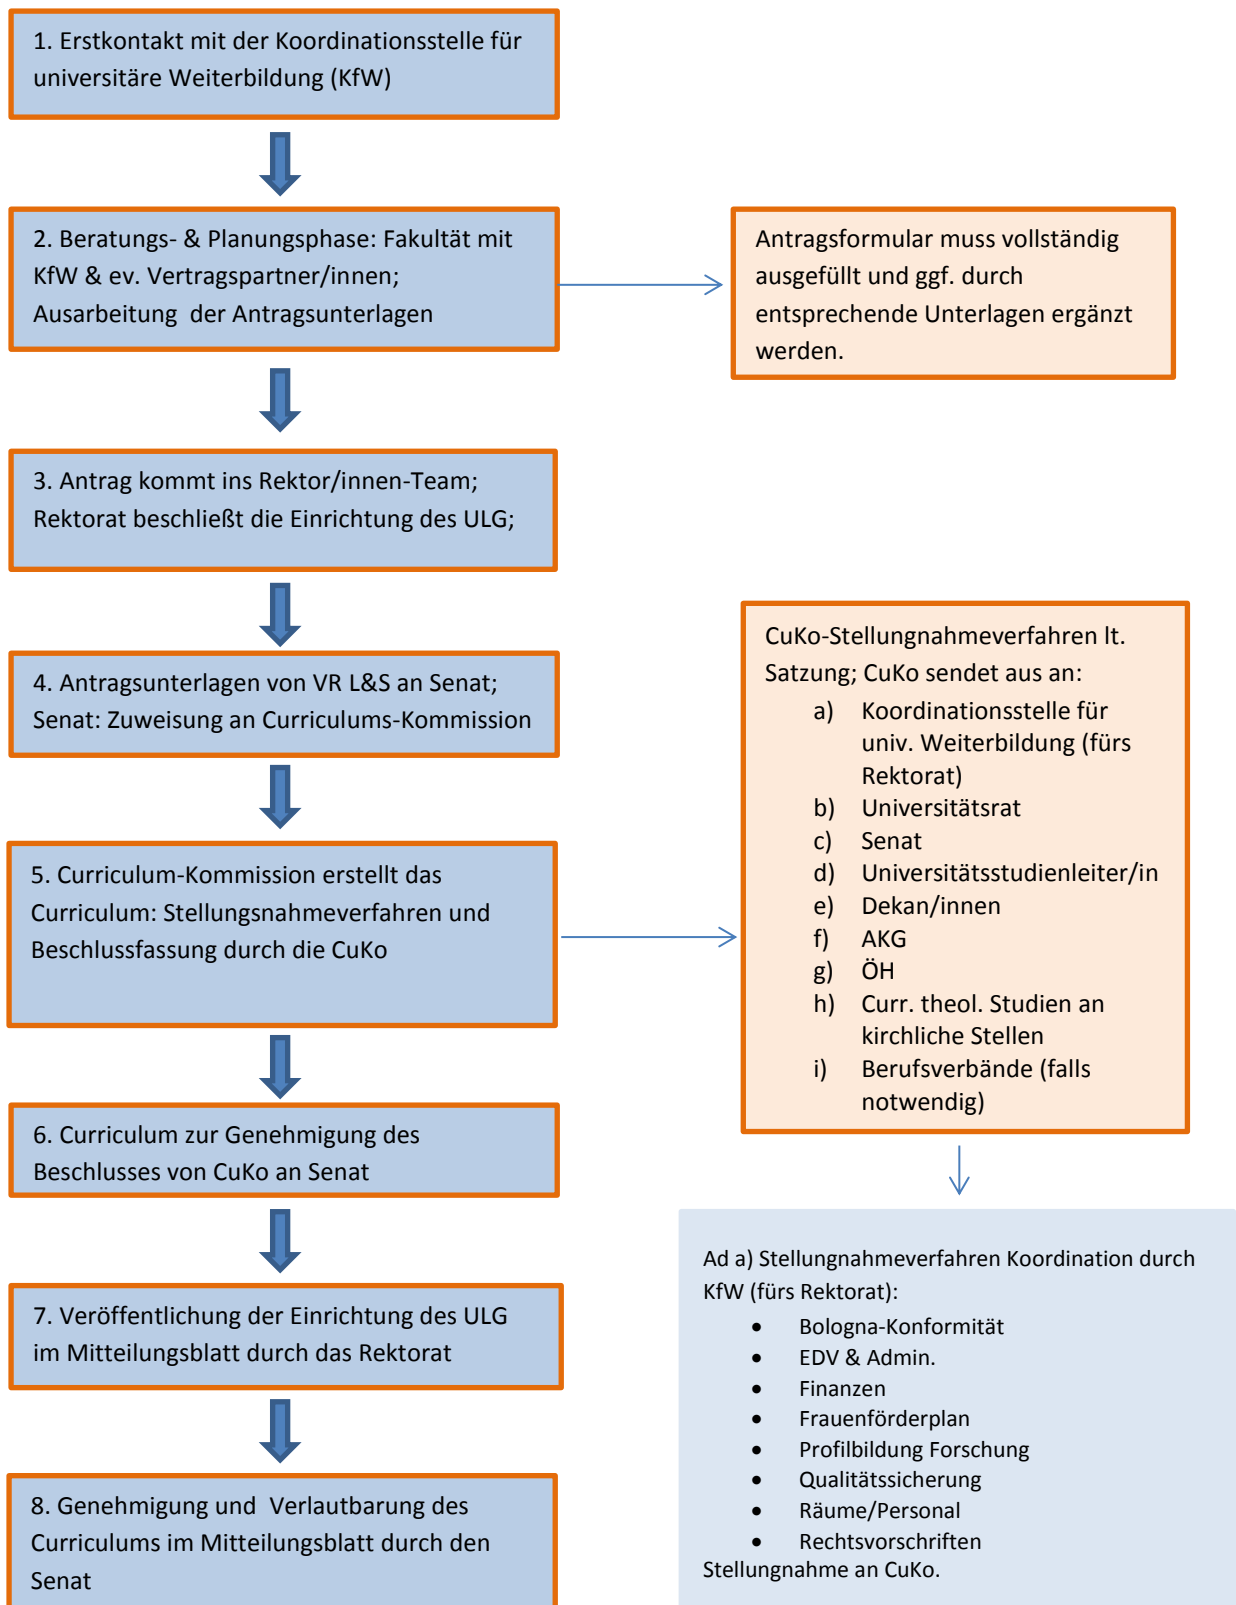 1. Erstkontakt mit der Koordinationsstelle für
universitäre Weiterbildung (KfW)
2. Beratungs- & Planungsphase: Fakultät mit
KfW & ev. Vertragspartner/innen;
Ausarbeitung der Antragsunterlagen
Antragsformular muss vollständig
ausgefüllt und ggf. durch
entsprechende Unterlagen ergänzt
werden.
3. Antrag kommt ins Rektor/innen-Team;
Rektorat beschließt die Einrichtung des ULG;
4. Antragsunterlagen von VR L&S an Senat;
Senat: Zuweisung an Curriculums-Kommission
5. Curriculum-Kommission erstellt das
Curriculum: Stellungsnahmeverfahren und
Beschlussfassung durch die CuKo
CuKo-Stellungnahmeverfahren lt.
Satzung; CuKo sendet aus an:
a) Koordinationsstelle für
univ. Weiterbildung (fürs
Rektorat)
b) Universitätsrat
c) Senat
d) Universitätsstudienleiter/in
e) Dekan/innen
f) AKG
g) ÖH
h) Curr. theol. Studien an
kirchliche Stellen
i) Berufsverbände (falls
notwendig)
6. Curriculum zur Genehmigung des
Beschlusses von CuKo an Senat
7. Veröffentlichung der Einrichtung des ULG
im Mitteilungsblatt durch das Rektorat
8. Genehmigung und Verlautbarung des
Curriculums im Mitteilungsblatt durch den
Senat
Ad a) Stellungnahmeverfahren Koordination durch
KfW (fürs Rektorat):
• Bologna-Konformität
• EDV & Admin.
• Finanzen
• Frauenförderplan
• Profilbildung Forschung
• Qualitätssicherung
• Räume/Personal
• Rechtsvorschriften
Stellungnahme an CuKo.